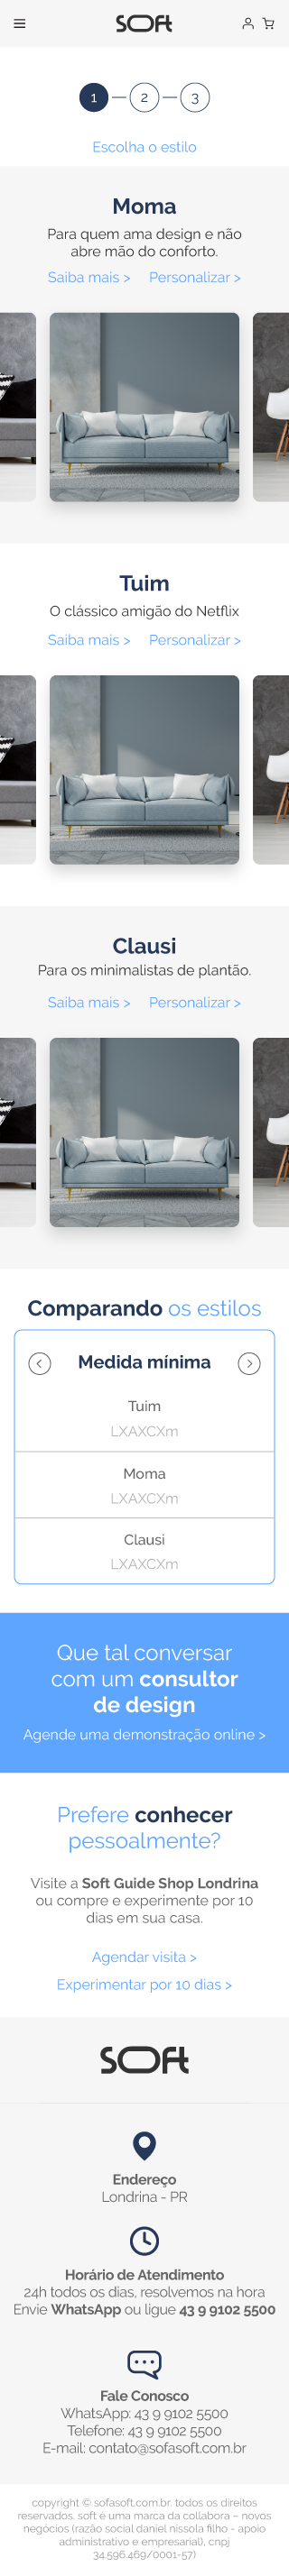 SOFT
1
2
3
Escolha o estilo
Moma
Para quem ama design e não
abre mão do conforto.
Saiba mais > Personalizar >
Tuim
O clássico amigão do Netflix
Saiba mais > Personalizar >
Clausi
Para os minimalistas de plantão.
Saiba mais > Personalizar >
Comparando os estilos
Medida mínima
Tuim
LXAXCXm
Moma
LXAXCXm
Clausi
LXAXCXm
Que tal conversar
com um consultor
de design
Agende uma demonstração online >
Prefere conhecer
pessoalmente?
Visite a Soft Guide Shop Londrina
ou compre e experimente por 10
dias em sua casa.
Agendar visita >
Experimentar por 10 dias >
SOFT
Endereço
Londrina - PR
Horário de Atendimento
24h todos os dias, resolvemos na hora
Envie WhatsApp ou ligue 43 9 9102 5500
Fale Conosco
WhatsApp: 43 9 9102 5500
Telefone: 43 9 9102 5500
E-mail: contato@sofasoft.com.br
copyright © sofasoft.com.br. todos os direitos
reservados. soft é uma marca da collabora – novos
negócios (razão social daniel nissola filho - apoio
administrativo e empresarial), cnpj
34.596.469/0001-57)